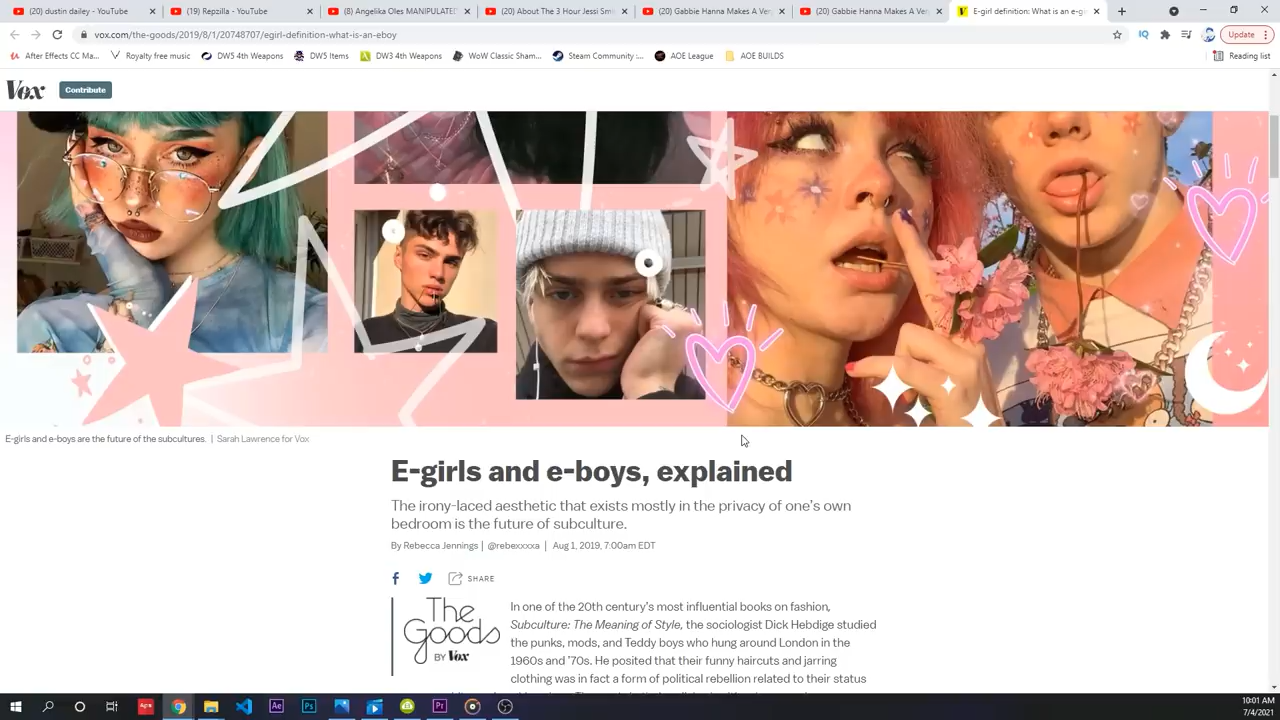 (20) dustin dailey - YouTube
(19) Repzilla - YouTube
(8) Angelika Oles MANIPULATE
(20) About The 3 Hour Jessi Sm
(20) Gabbie Hanna Makes A Ver
(20) Gabbie Hanna Makes A Ve
E-girl definition: What is an e-gi
vox.com/the-goods/2019/8/1/20748707/egirl-definition-what-is-an-eboy
IQ
Update
After Effects CC Ma...
Royalty free music
DW5 4th Weapons
DW5 Items
DW3 4th Weapons
WoW Classic Sham...
Steam Community :...
AOE League
AOE BUILDS
Reading list
Vox
Contribute
E-girls and e-boys are the future of the subcultures. | Sarah Lawrence for Vox
E-girls and e-boys, explained
The irony-laced aesthetic that exists mostly in the privacy of one's own
bedroom is the future of subculture.
By Rebecca Jennings | @rebexxxxa | Aug 1, 2019, 7:00am EDT
SHARE
The
Goods
BY Vox
In one of the 20th century's most influential books on fashion,
Subculture: The Meaning of Style, the sociologist Dick Hebdige studied
the punks, mods, and Teddy boys who hung around London in the
1960s and '70s. He posited that their funny haircuts and jarring
clothing was in fact a form of political rebellion related to their status
Ae
Ps
Pr
10:01 AM
7/4/2021